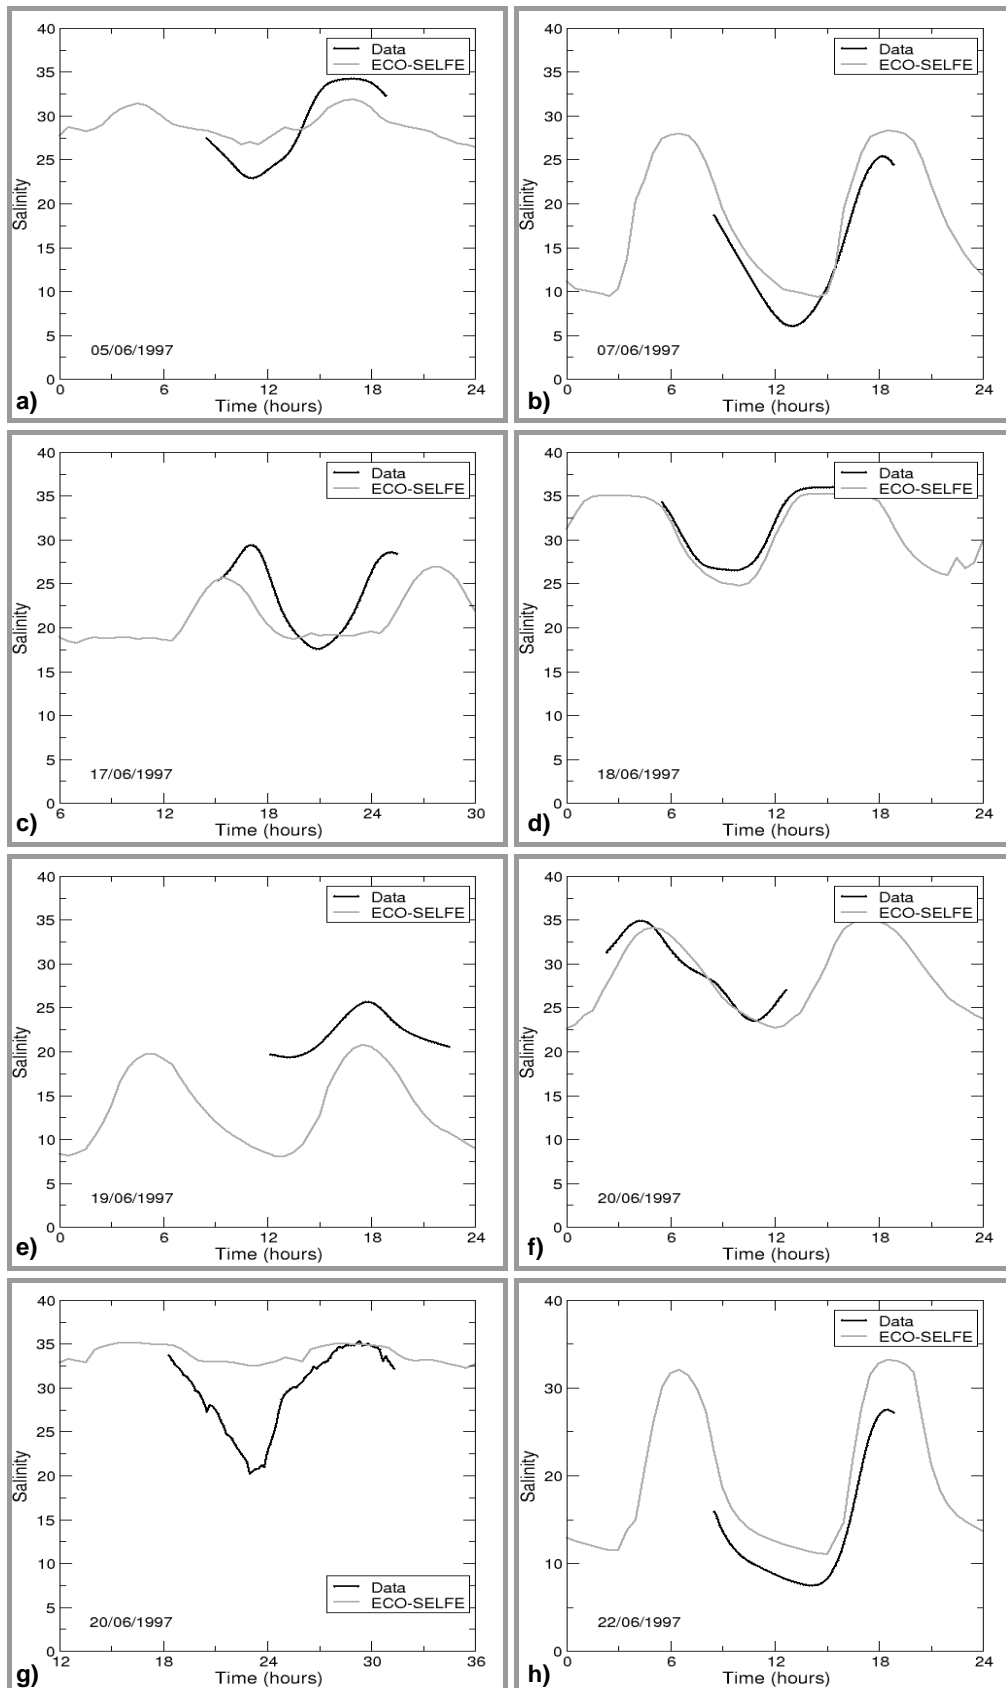 40
35
30
25
20
15
10
5
0
Salinity
Data
ECO-SELFE
05/06/1997
0 6 12 18 24
Time (hours)
a)
40
35
30
25
20
15
10
5
0
Salinity
Data
ECO-SELFE
07/06/1997
0 6 12 18 24
Time (hours)
b)
40
35
30
25
20
15
10
5
0
Salinity
Data
ECO-SELFE
17/06/1997
6 12 18 24 30
Time (hours)
c)
40
35
30
25
20
15
10
5
0
Salinity
Data
ECO-SELFE
18/06/1997
0 6 12 18 24
Time (hours)
d)
40
35
30
25
20
15
10
5
0
Salinity
Data
ECO-SELFE
19/06/1997
0 6 12 18 24
Time (hours)
e)
40
35
30
25
20
15
10
5
0
Salinity
Data
ECO-SELFE
20/06/1997
0 6 12 18 24
Time (hours)
f)
40
35
30
25
20
15
10
5
0
Salinity
Data
ECO-SELFE
20/06/1997
12 18 24 30 36
Time (hours)
g)
40
35
30
25
20
15
10
5
0
Salinity
Data
ECO-SELFE
22/06/1997
0 6 12 18 24
Time (hours)
h)